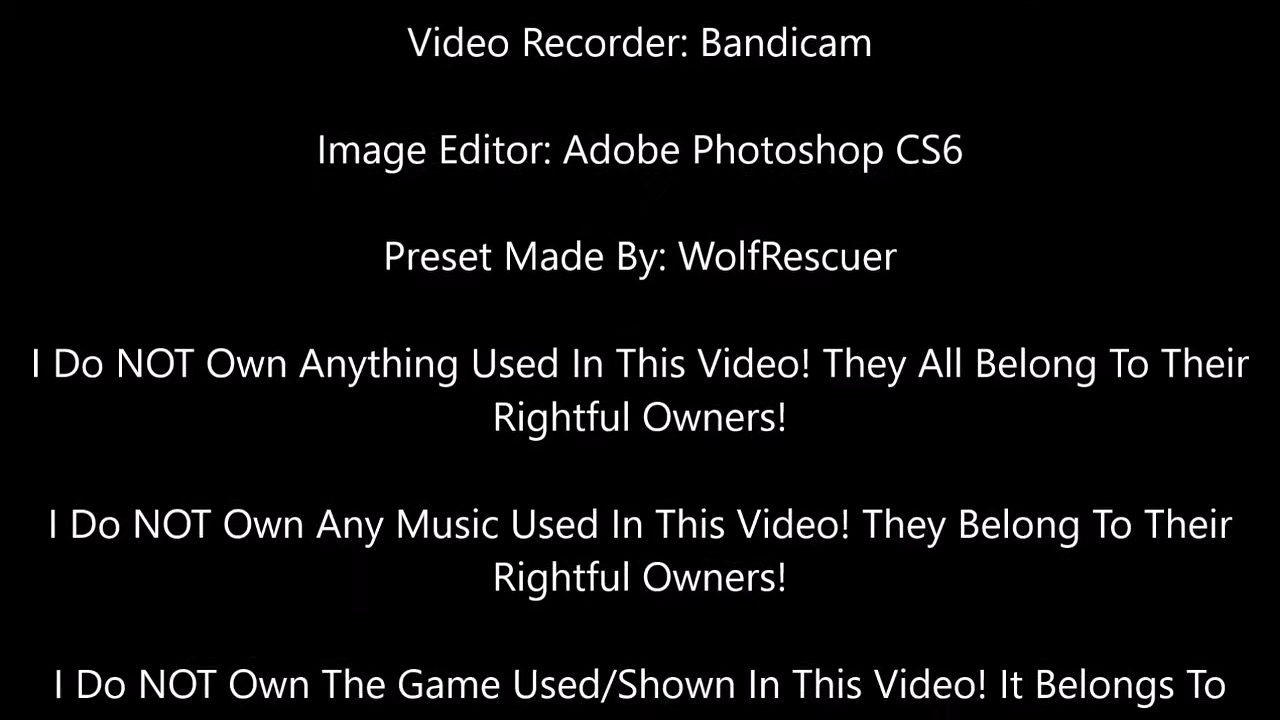 Video Recorder: Bandicam
Image Editor: Adobe Photoshop CS6
Preset Made By: WolfRescuer
I Do NOT Own Anything Used In This Video! They All Belong To Their
Rightful Owners!
I Do NOT Own Any Music Used In This Video! They Belong To Their
Rightful Owners!
I Do NOT Own The Game Used/Shown In This Video! It Belongs To